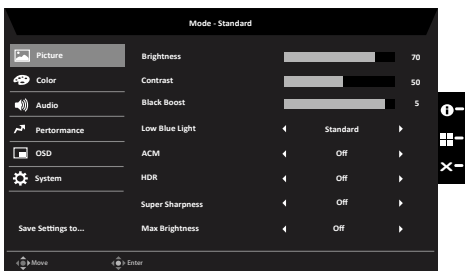 Mode - Standard
Picture
Brightness 70
Color
Contrast 50
Audio
Black Boost 5
Pertormance
Low Blue Light Standard
OSD
ACM Off
System
HDR Off
Super Sharpness Off
Save Settings to...
Max Brightness Off
Move Enter